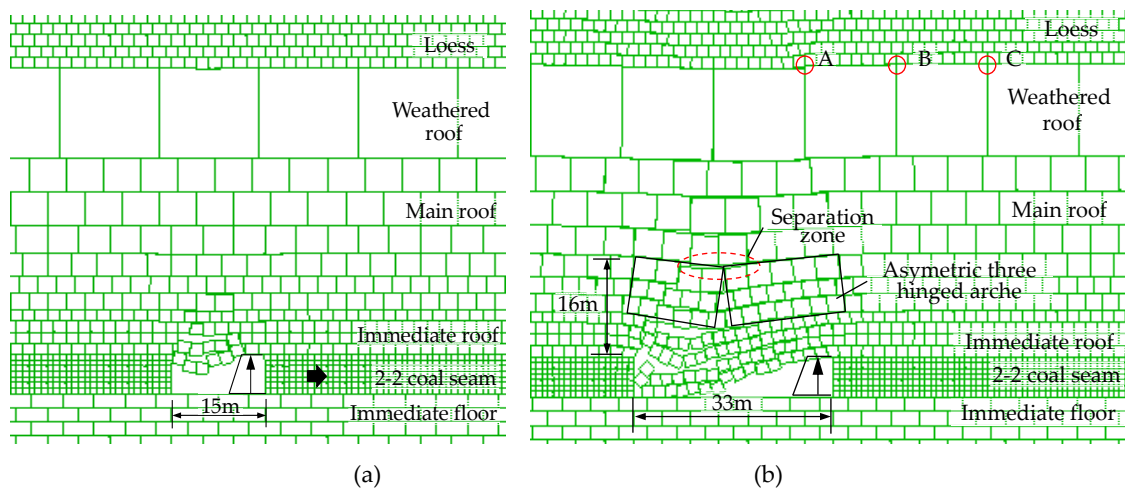 Loess
Weathered
roof
Main roof
Immediate roof
2-2 coal seam
15m
Immediate floor
(a)
Loess
A
B
C
Weathered
roof
Main roof
Separation
zone
Asymetric three
hinged arche
16m
Immediate roof
2-2 coal seam
33m
Immediate floor
(b)